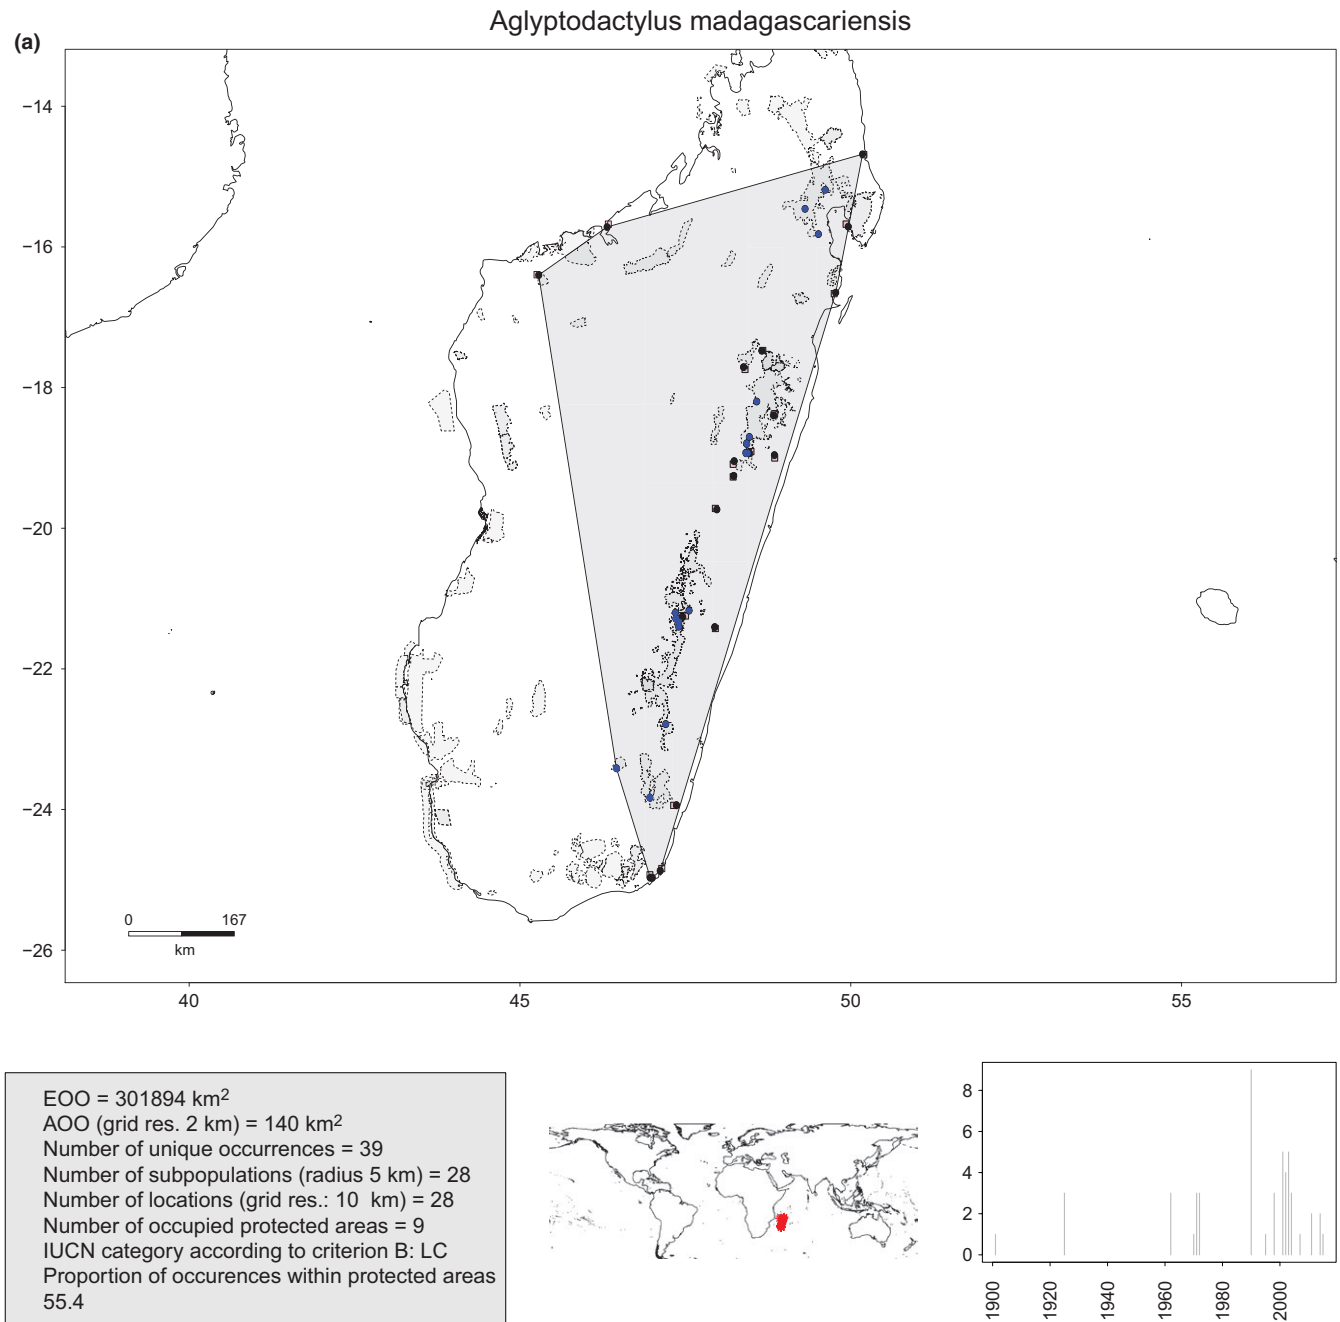 Aglyptodactylus madagascariensis
(a)
−14
−16
−18
−20
−22
−24
−26
0 167
km
40 45 50 55
EOO = 301894 km²
AOO (grid res. 2 km) = 140 km²
Number of unique occurrences = 39
Number of subpopulations (radius 5 km) = 28
Number of locations (grid res.: 10 km) = 28
Number of occupied protected areas = 9
IUCN category according to criterion B: LC
Proportion of occurences within protected areas
55.4
8
6
4
2
0
1900 1920 1940 1960 1980 2000